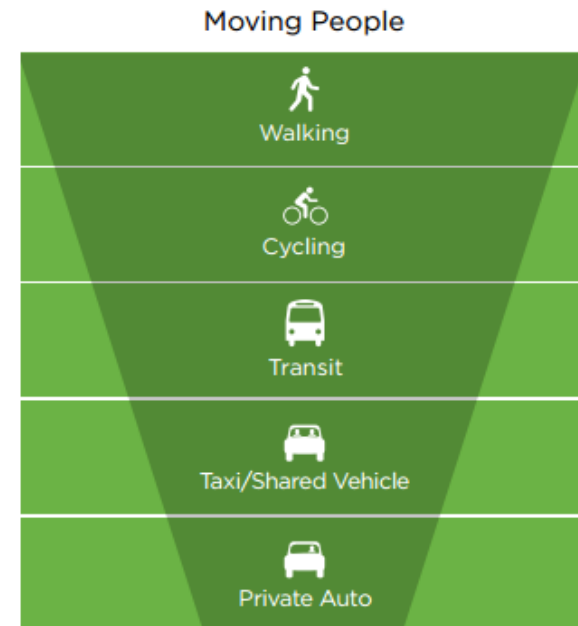 Moving People
Walking
Cycling
Transit
Taxi/Shared Vehicle
Private Auto